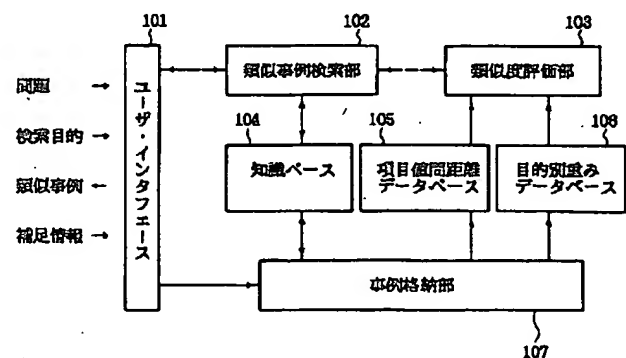 101
102
103
問題 →
検索目的 →
類似事例 ←
補足情報 →
ユーザ・インタフェース
類似事例検索部
類似度評価部
104
105
106
知識ベース
項目値間距離
データベース
目的別重み
データベース
事例格納部
107